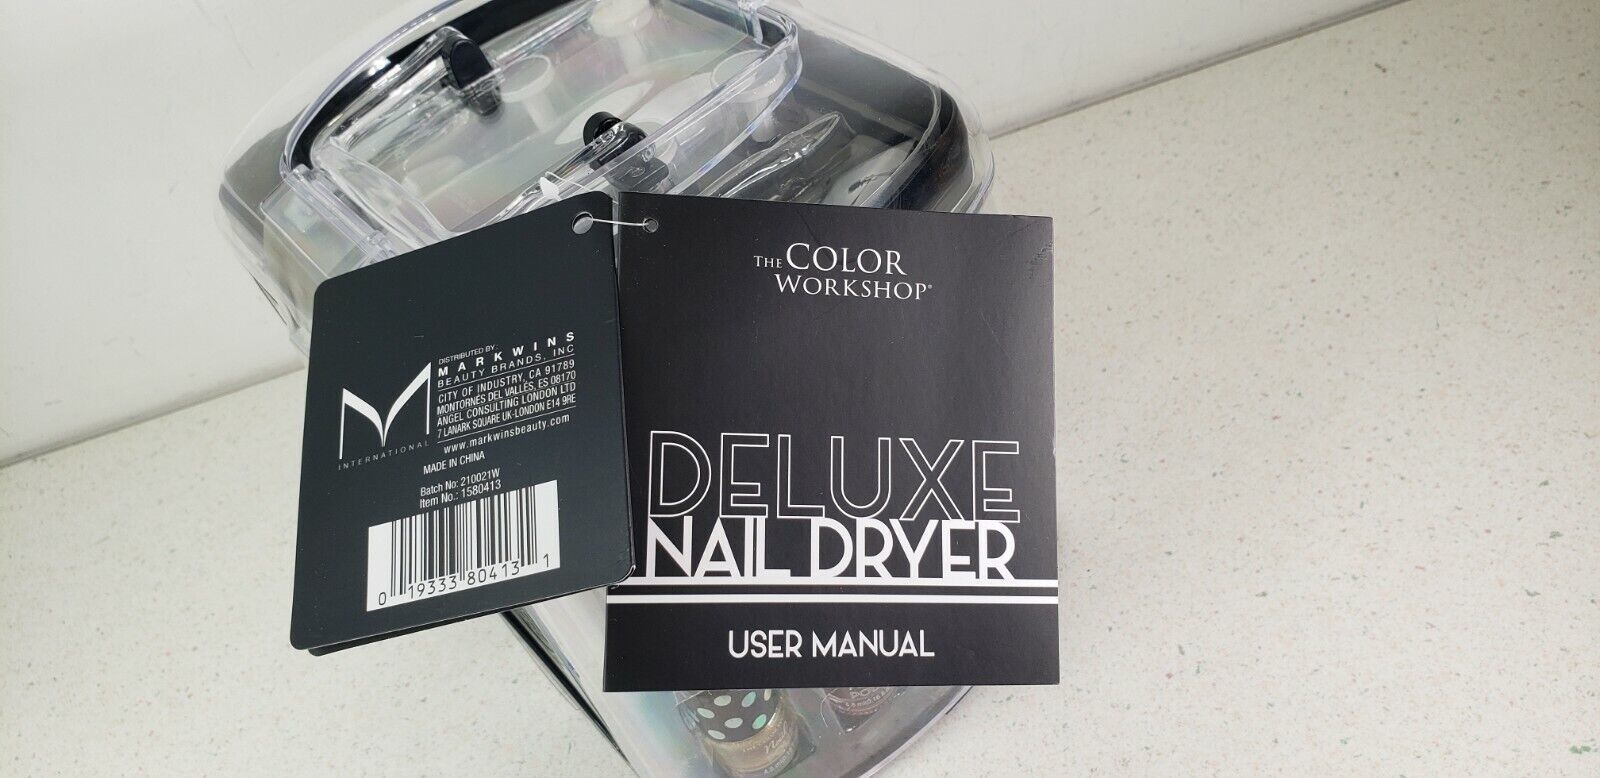 DISTRIBUTED BY:
MARKWINS
BEAUTY BRANDS, INC
CITY OF INDUSTRY, CA 91789
MONTORNÉS DEL VALLÉS, ES 08170
ANGEL CONSULTING LONDON LTD
7 LANARK SQUARE UK-LONDON E14 9RE
www.markwinsbeauty.com
INTERNATIONAL
MADE IN CHINA
Batch No: 210021W
Item No.: 1580413
0 19333 80413 1
THE COLOR
WORKSHOP®
DELUXE
NAIL DRYER
USER MANUAL